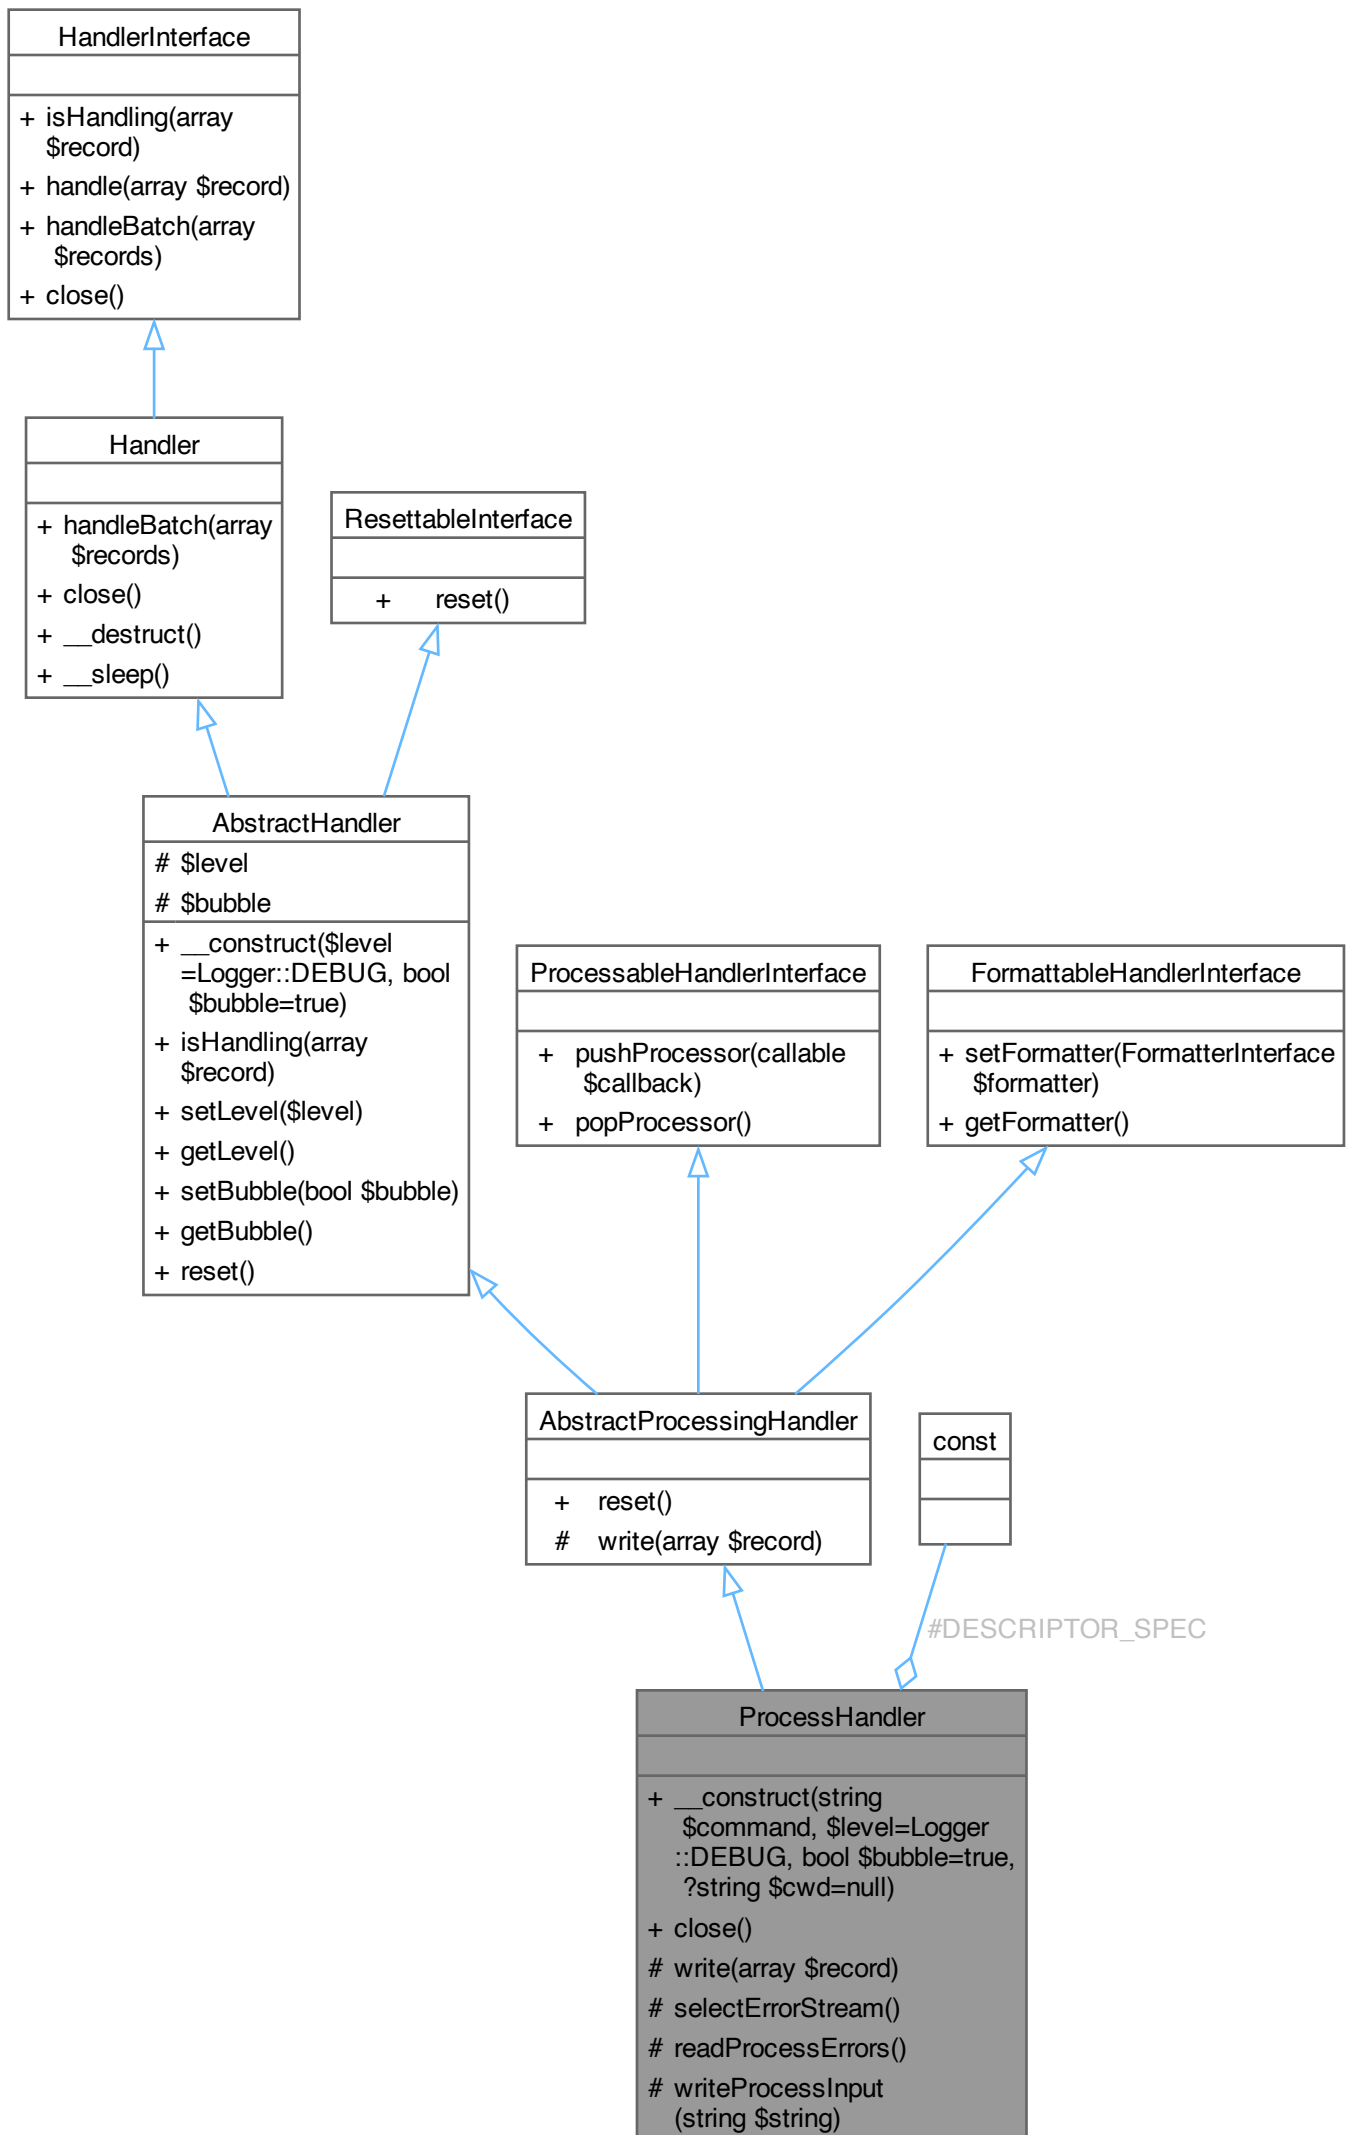 HandlerInterface
+ isHandling(array
$record)
+ handle(array $record)
+ handleBatch(array
$records)
+ close()
Handler
+ handleBatch(array
$records)
+ close()
+ __destruct()
+ __sleep()
ResettableInterface
+ reset()
AbstractHandler
# $level
# $bubble
+ __construct($level
=Logger::DEBUG, bool
$bubble=true)
+ isHandling(array
$record)
+ setLevel($level)
+ getLevel()
+ setBubble(bool $bubble)
+ getBubble()
+ reset()
ProcessableHandlerInterface
+ pushProcessor(callable
$callback)
+ popProcessor()
FormattableHandlerInterface
+ setFormatter(FormatterInterface
$formatter)
+ getFormatter()
AbstractProcessingHandler
+ reset()
# write(array $record)
const
#DESCRIPTOR_SPEC
ProcessHandler
+ __construct(string
$command, $level=Logger
::DEBUG, bool $bubble=true,
?string $cwd=null)
+ close()
# write(array $record)
# selectErrorStream()
# readProcessErrors()
# writeProcessInput
(string $string)